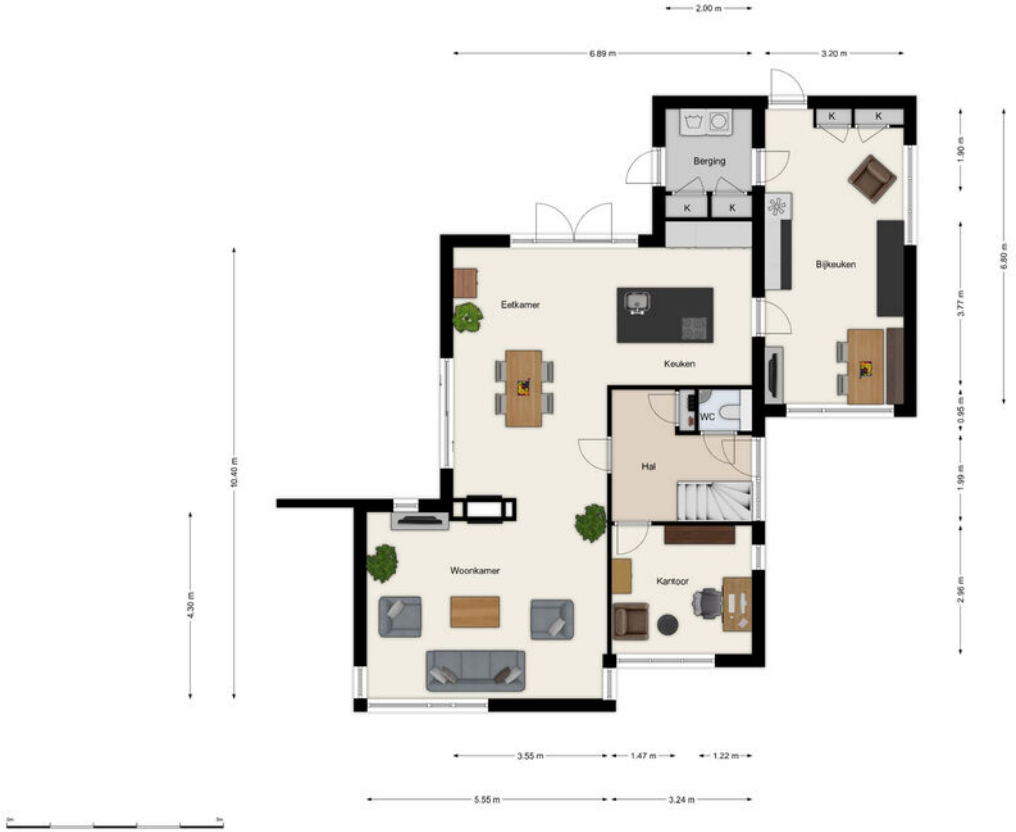 2.00 m
6.89 m
3.20 m
K
K
1.90 m
Berging
K
K
6.80 m
Bijkeuken
3.77 m
Eetkamer
Keuken
WC
0.95 m
Hal
10.40 m
1.99 m
Woonkamer
Kantoor
4.30 m
2.96 m
3.55 m
1.47 m
1.22 m
5.55 m
3.24 m
0m
5m